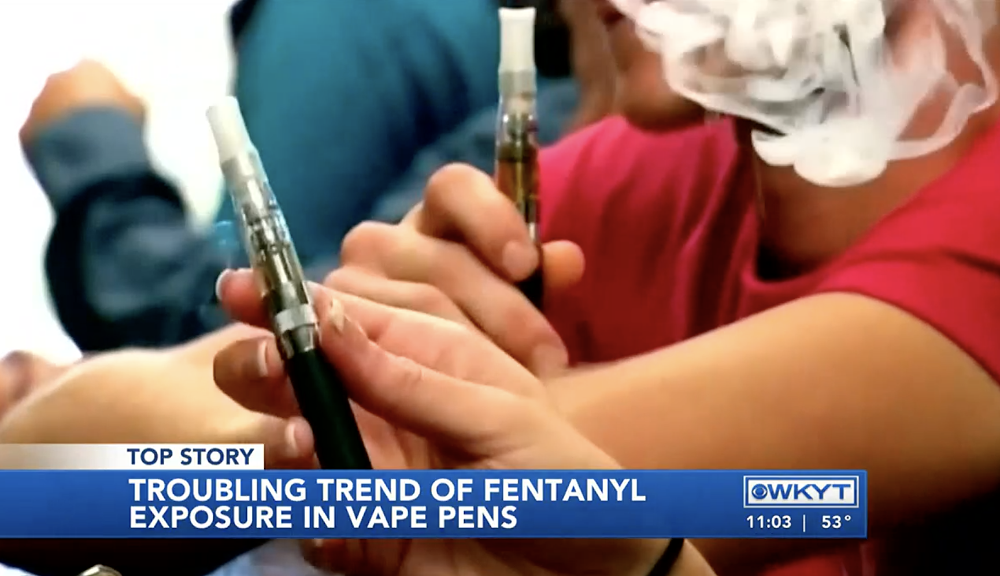 TOP STORY
TROUBLING TREND OF FENTANYL
EXPOSURE IN VAPE PENS
WKYT
11:03 | 53°